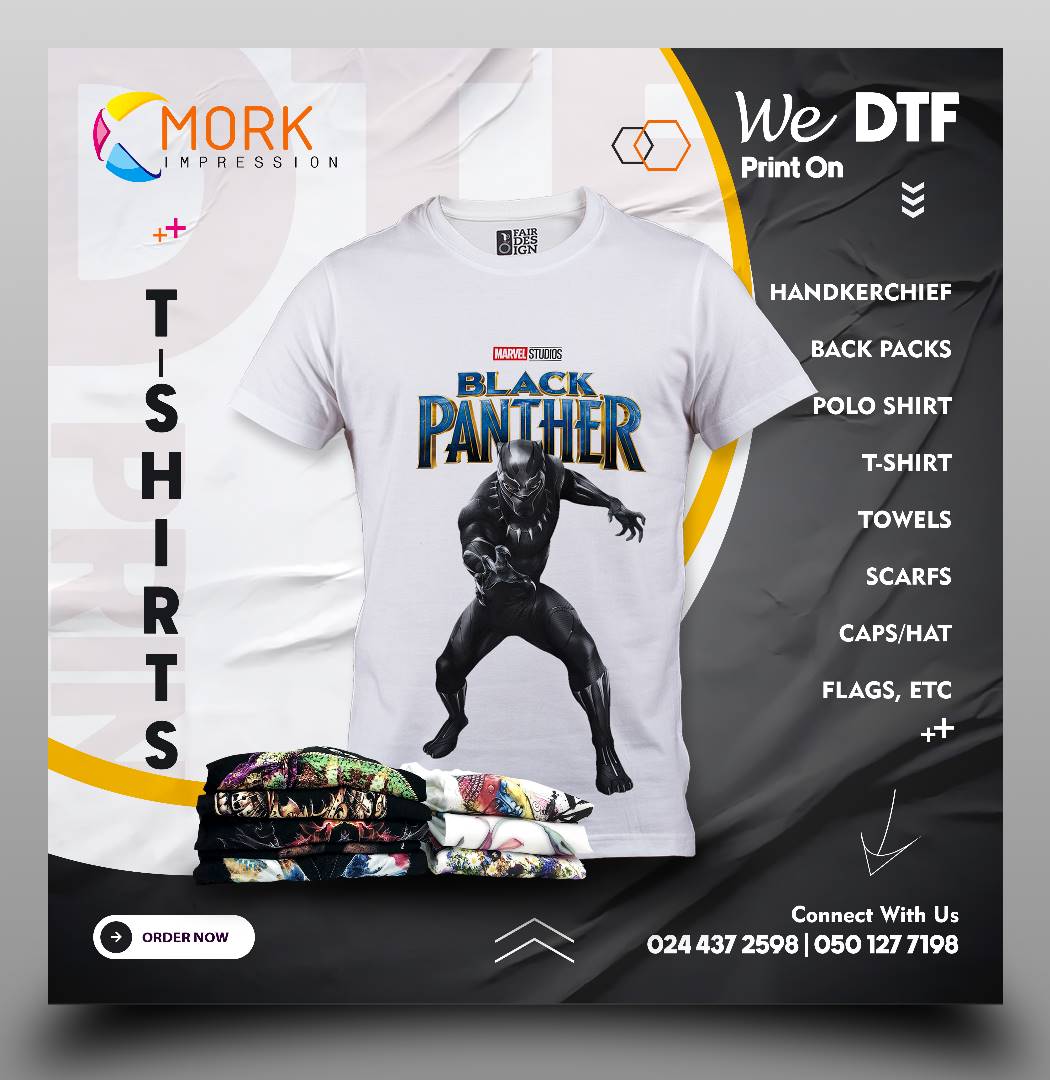 MORK
IMPRESSION
We DTF
Print On
T-SHIRTS
FAIR
DES
IGN
MARVEL STUDIOS
BLACK
PANTHER
HANDKERCHIEF
BACK PACKS
POLO SHIRT
T-SHIRT
TOWELS
SCARFS
CAPS/HAT
FLAGS, ETC
ORDER NOW
Connect With Us
024 437 2598 | 050 127 7198